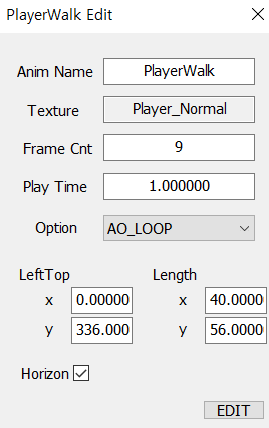 PlayerWalk Edit
Anim Name PlayerWalk
Texture Player_Normal
Frame Cnt 9
Play Time 1.000000
Option AO_LOOP
LeftTop Length
x 0.00000 x 40.0000
y 336.000 y 56.0000
Horizon
EDIT